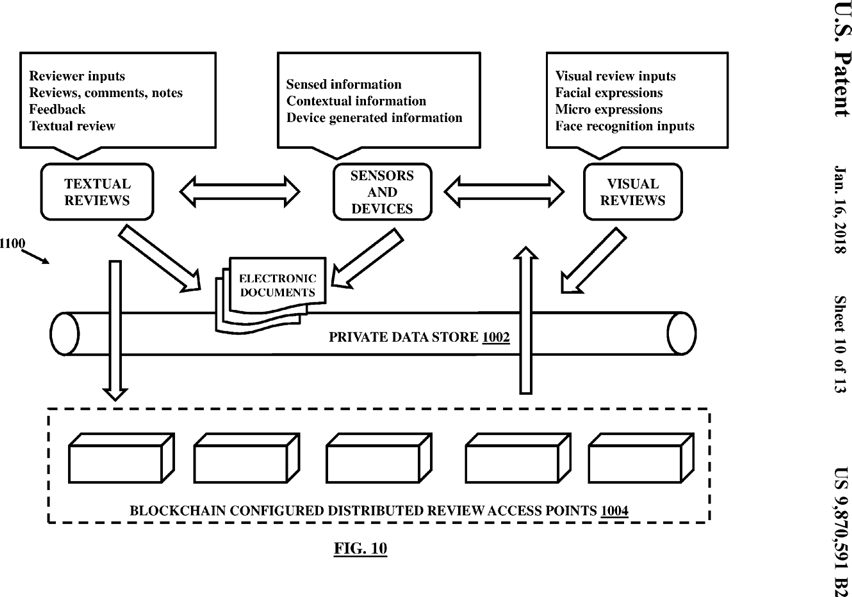 U.S. Patent
Jan. 16, 2018
Sheet 10 of 13
US 9,870,591 B2
Reviewer inputs
Reviews, comments, notes
Feedback
Textual review
Sensed information
Contextual information
Device generated information
Visual review inputs
Facial expressions
Micro expressions
Face recognition inputs
TEXTUAL
REVIEWS
SENSORS
AND
DEVICES
VISUAL
REVIEWS
1100
ELECTRONIC
DOCUMENTS
PRIVATE DATA STORE 1002
BLOCKCHAIN CONFIGURED DISTRIBUTED REVIEW ACCESS POINTS 1004
FIG. 10